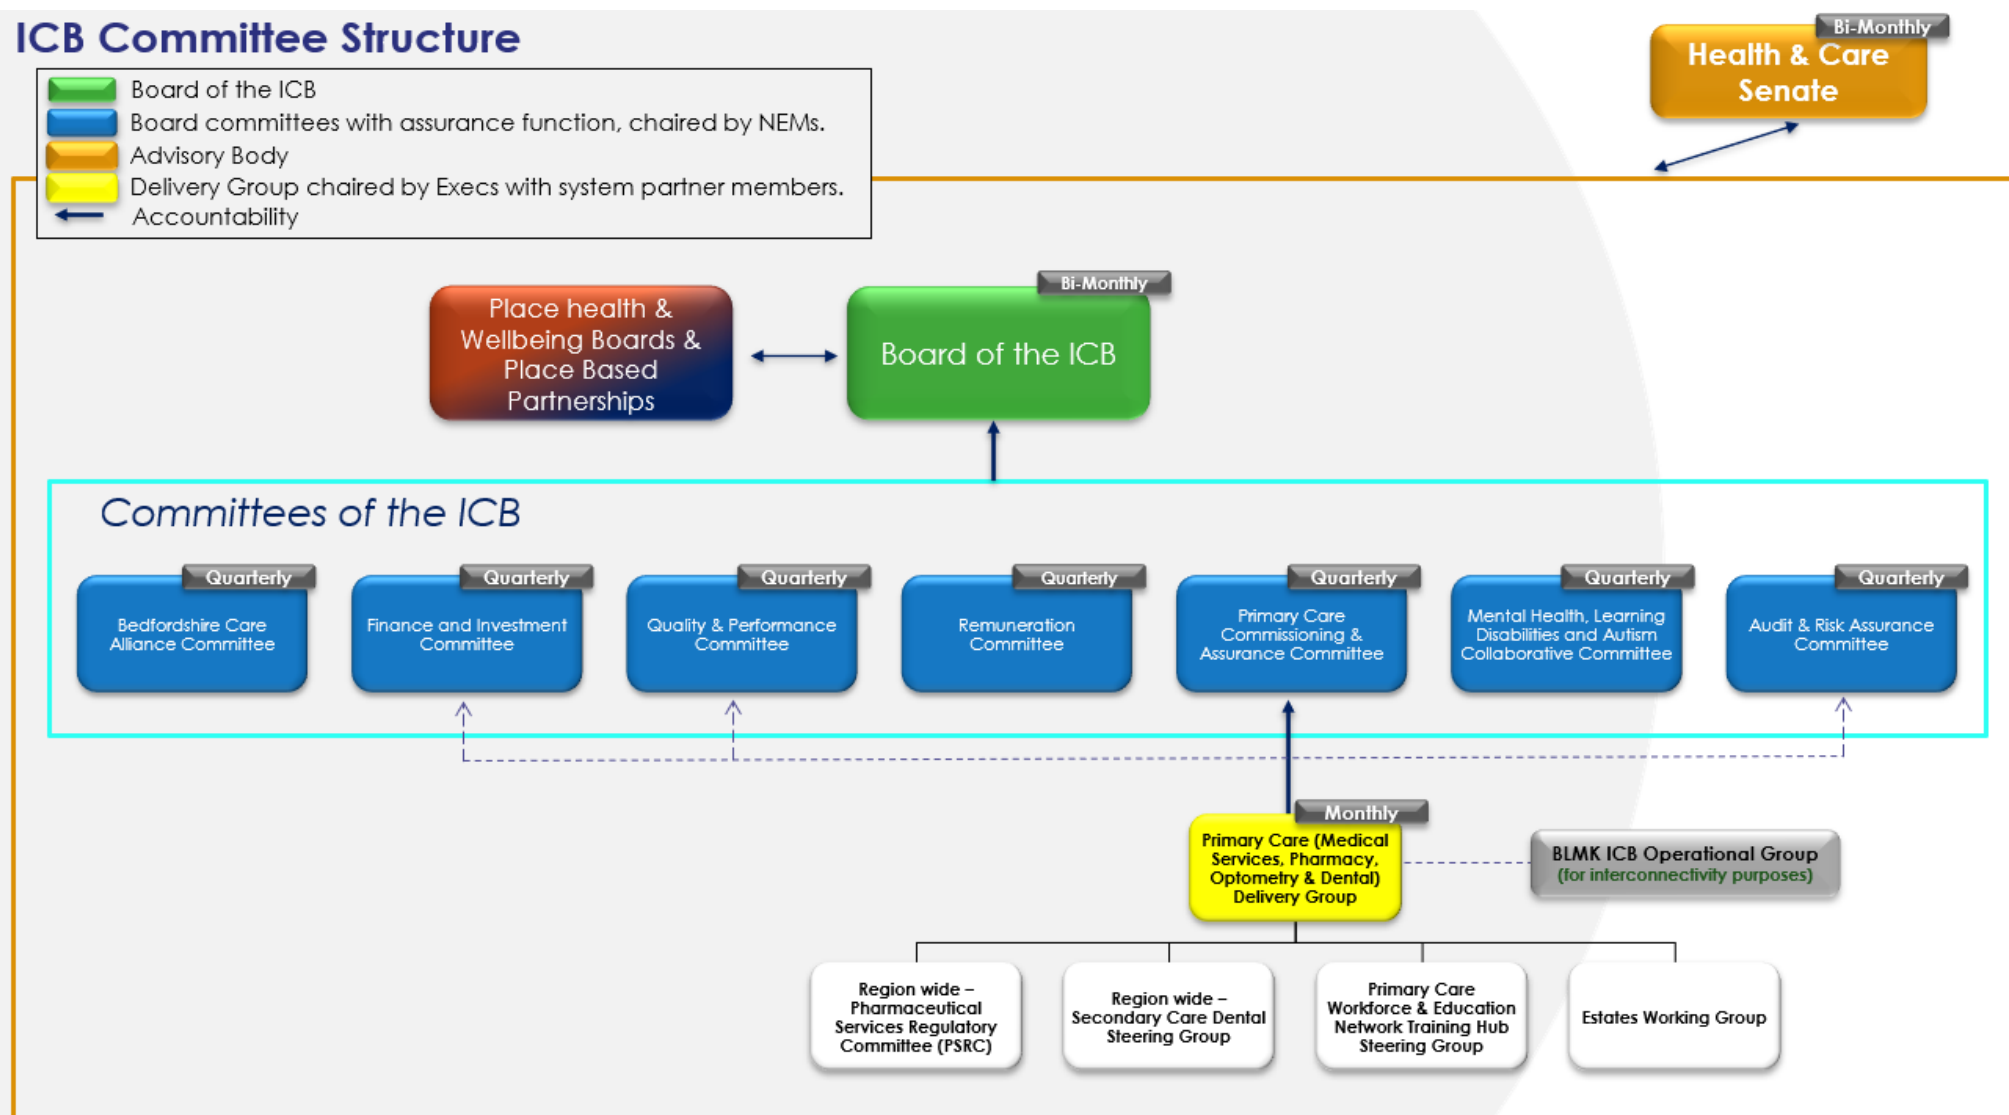 ICB Committee Structure
Board of the ICB
Board committees with assurance function, chaired by NEMs.
Advisory Body
Delivery Group chaired by Execs with system partner members.
Accountability
Bi-Monthly
Health & Care
Senate
Place health &
Wellbeing Boards &
Place Based
Partnerships
Bi-Monthly
Board of the ICB
Committees of the ICB
Quarterly
Bedfordshire Care
Alliance Committee
Quarterly
Finance and Investment
Committee
Quarterly
Quality & Performance
Committee
Quarterly
Remuneration
Committee
Quarterly
Primary Care
Commissioning &
Assurance Committee
Quarterly
Mental Health, Learning
Disabilities and Autism
Collaborative Committee
Quarterly
Audit & Risk Assurance
Committee
Monthly
Primary Care (Medical
Services, Pharmacy,
Optometry & Dental)
Delivery Group
BLMK ICB Operational Group
(for interconnectivity purposes)
Region wide –
Pharmaceutical
Services Regulatory
Committee (PSRC)
Region wide –
Secondary Care Dental
Steering Group
Primary Care
Workforce & Education
Network Training Hub
Steering Group
Estates Working Group